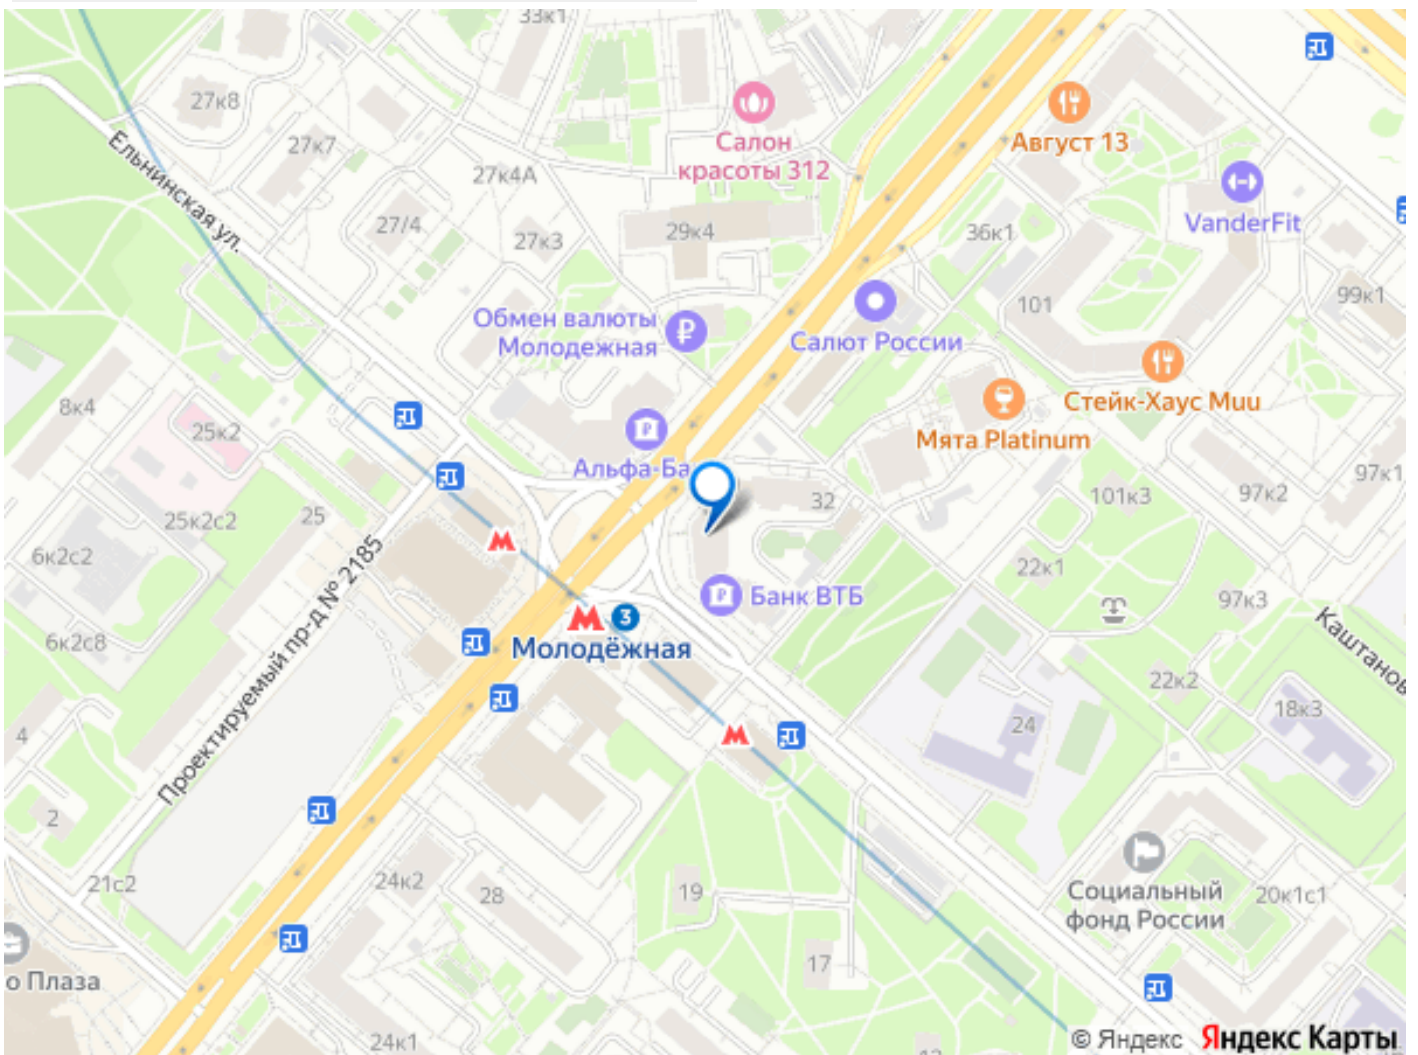 33к1
27к8
27к7
Ельнинская ул.
27к4А
27/4
27к3
Салон
красоты 312
29к4
Август 13
VanderFit
36к1
101
99к1
Обмен валюты
Молодежная
₽
Салют России
Стейк-Хаус Muu
Мята Platinum
8к4
25к2
Альфа-Ба
25к2с2
25
6к2с2
6к2с8
Проектируемый пр-д № 2185
32
101к3
97к2
97к1
22к1
97к3
Банк ВТБ
3
Молодёжная
Каштанов
22к2
18к3
24
4
2
21с2
24к2
28
19
17
Социальный
фонд России
20к1с1
о Плаза
24к1
© Яндекс Яндекс Карты